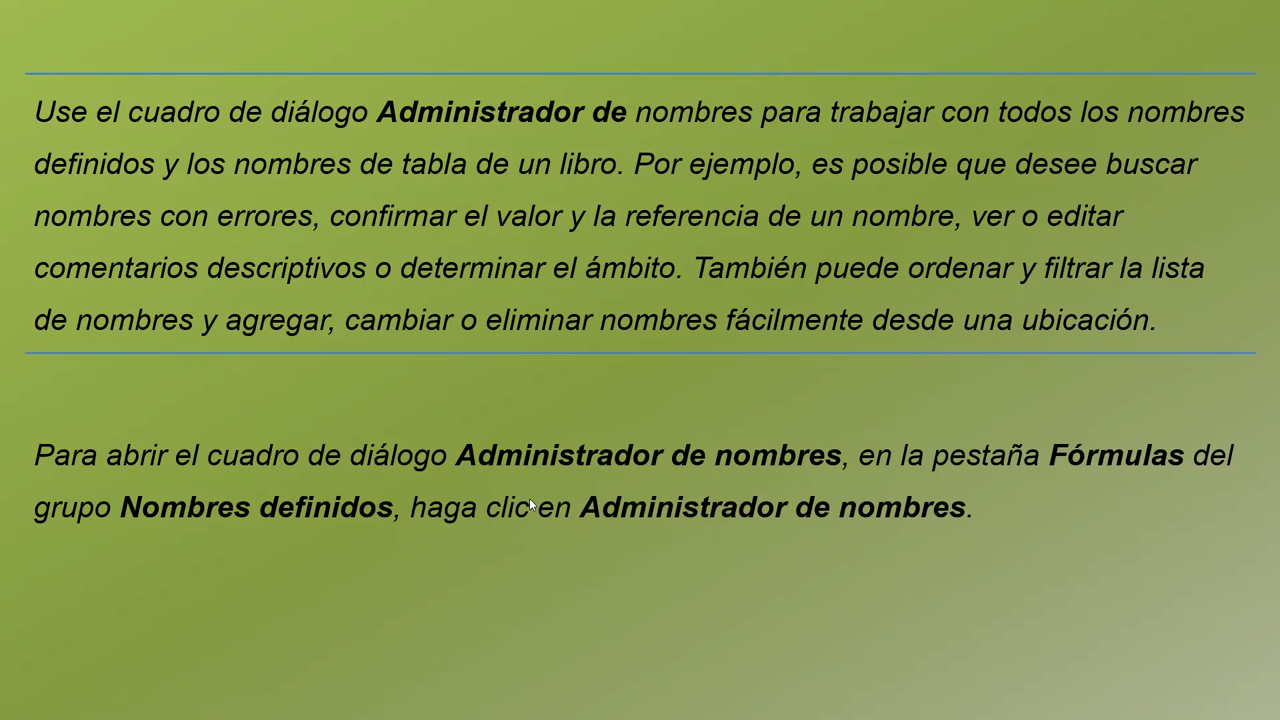 Use el cuadro de diálogo Administrador de nombres para trabajar con todos los nombres
definidos y los nombres de tabla de un libro. Por ejemplo, es posible que desee buscar
nombres con errores, confirmar el valor y la referencia de un nombre, ver o editar
comentarios descriptivos o determinar el ámbito. También puede ordenar y filtrar la lista
de nombres y agregar, cambiar o eliminar nombres fácilmente desde una ubicación.
Para abrir el cuadro de diálogo Administrador de nombres, en la pestaña Fórmulas del
grupo Nombres definidos, haga clic en Administrador de nombres.